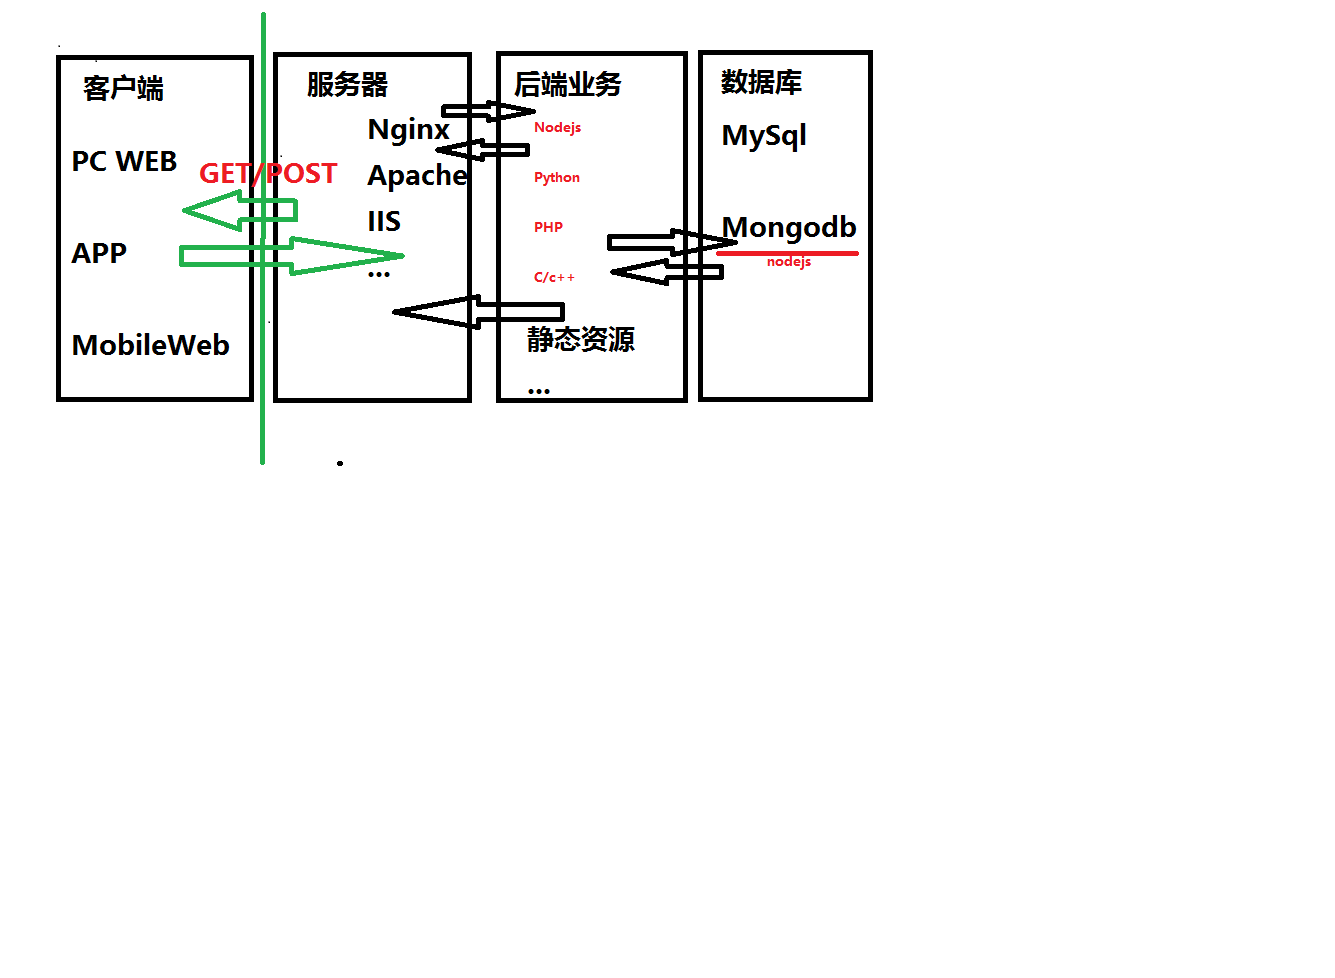 客户端
PC WEB
APP
MobileWeb
GET/POST
服务器
Nginx
Apache
IIS
...
后端业务
Nodejs
Python
PHP
C/c++
静态资源
...
数据库
MySql
Mongodb
nodejs